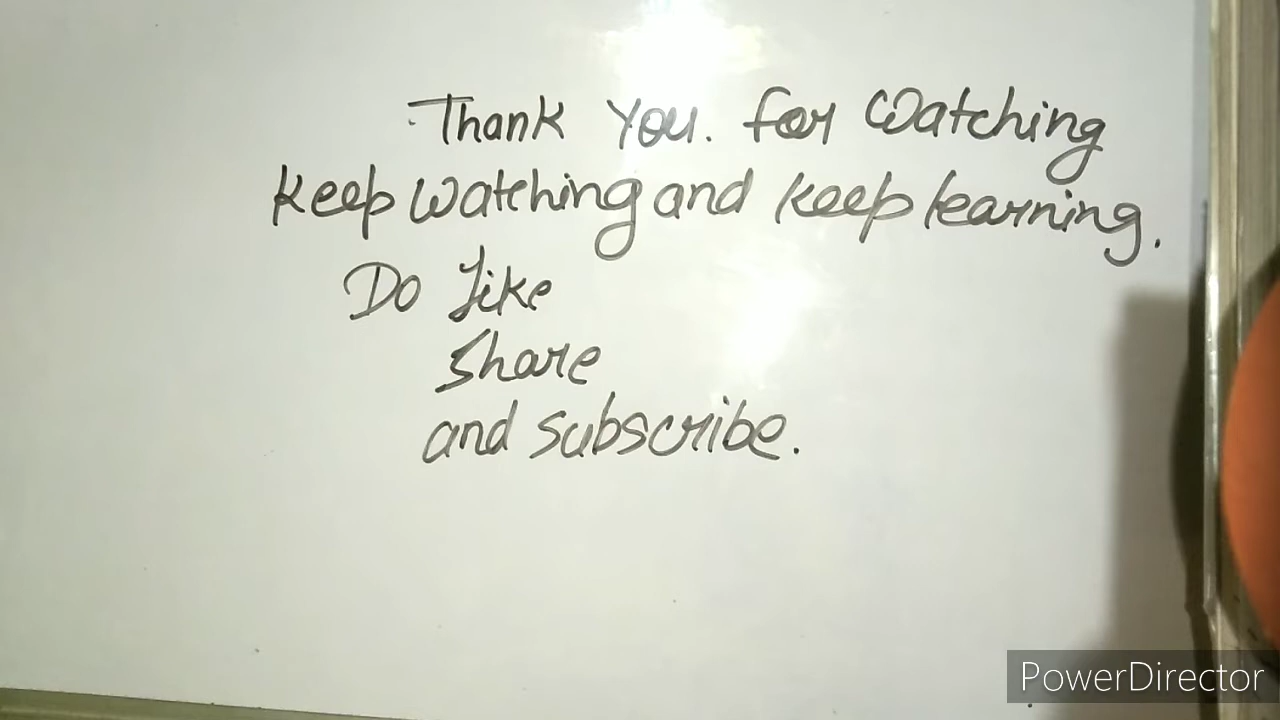 Thank You. for Watching
Keep Watching and Keep learning.
Do Like
Share
and subscribe.
PowerDirector